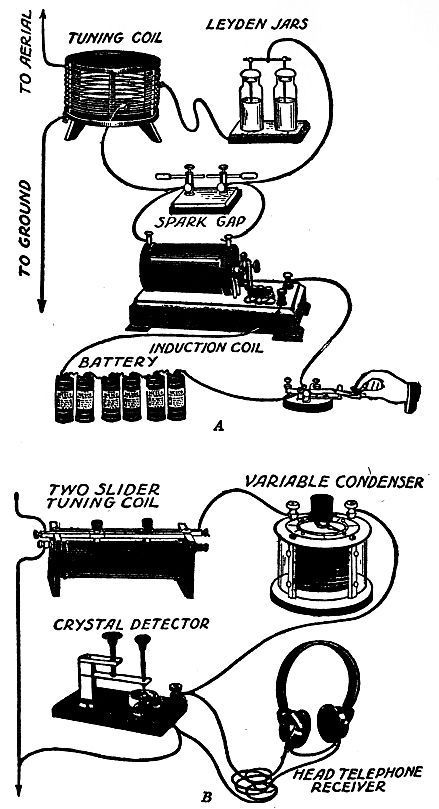 TO AERIAL
TUNING COIL
LEYDEN JARS
TO GROUND
SPARK GAP
INDUCTION COIL
BATTERY
A
TWO SLIDER
TUNING COIL
VARIABLE CONDENSER
CRYSTAL DETECTOR
HEAD TELEPHONE
RECEIVER
B